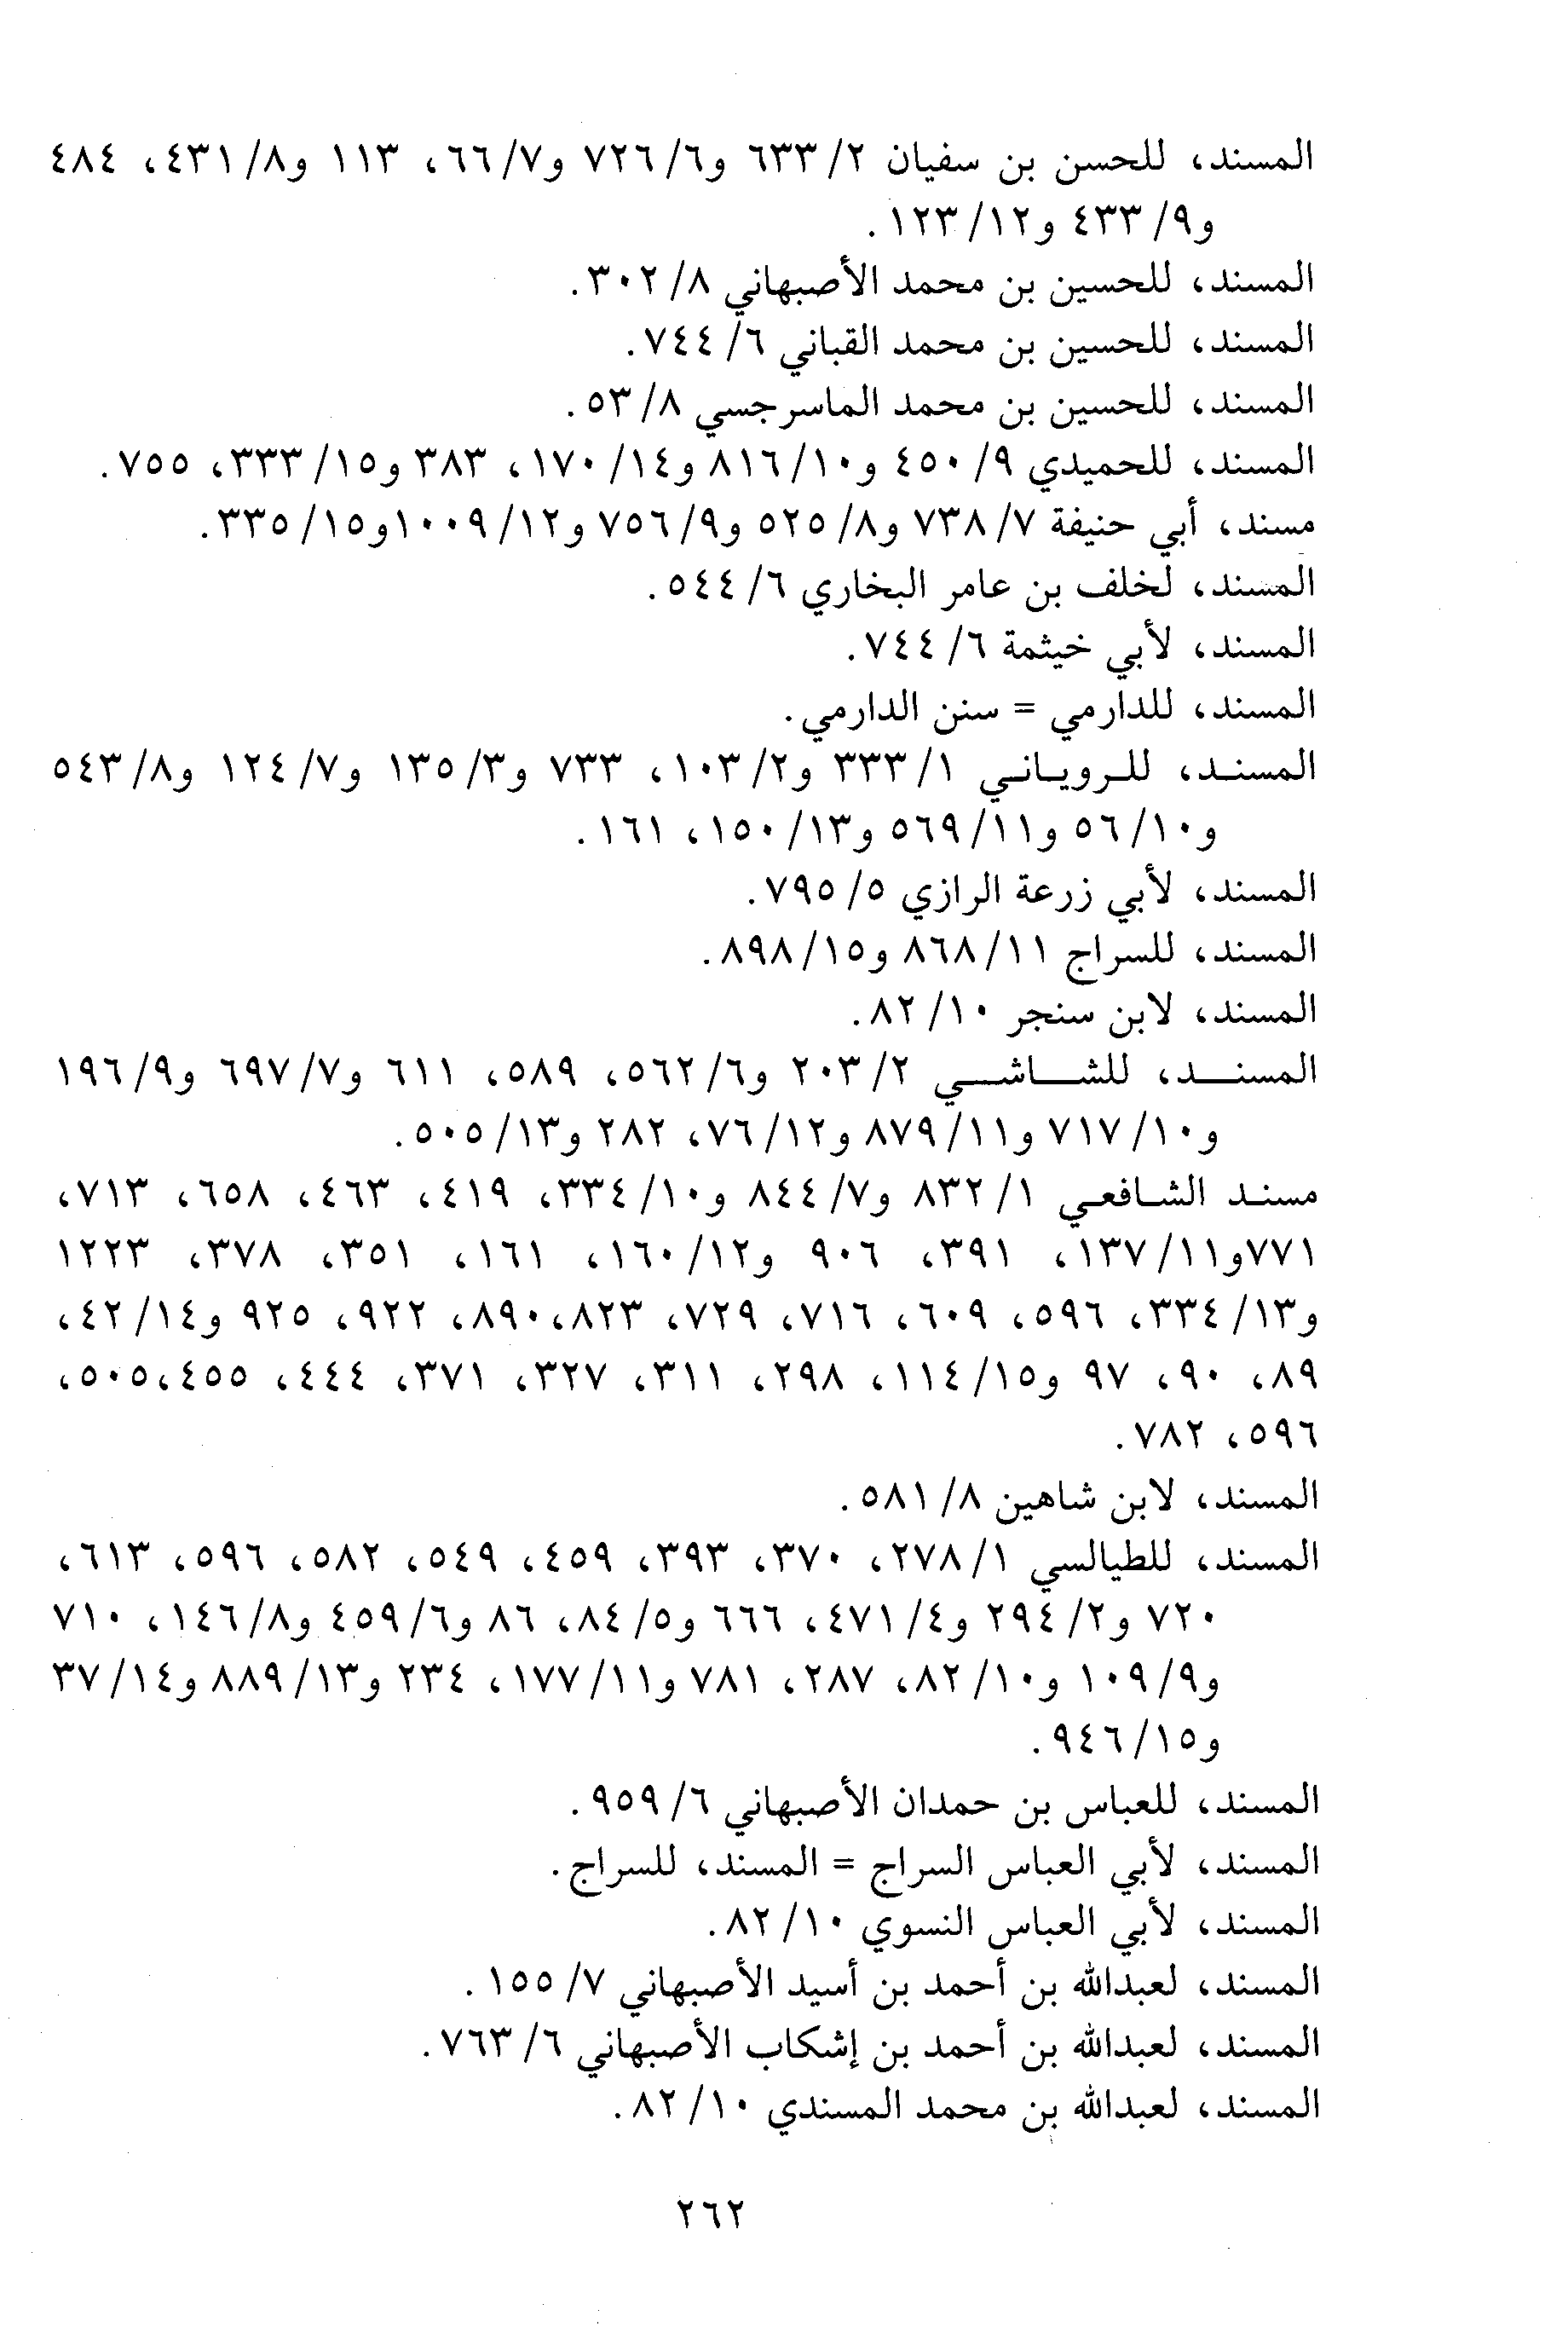 المسند، للحسن بن سفيان ٢/ ٦٣٣ و٦/ ٧٢٦ و٧/ ٦٦، ١١٣ و٨/ ٤٣١، ٤٨٤
و٩/ ٤٣٣ و١٢/ ١٢٣.
المسند، للحسين بن محمد الأصبهاني ٨/ ٣٠٢.
المسند، للحسين بن محمد القباني ٦/ ٧٤٤.
المسند، للحسين بن محمد الماسرجسي ٨/ ٥٣.
المسند، للحميدي ٩/ ٤٥٠ و١٠/ ٨١٦ و١٤/ ١٧٠، ٣٨٣ و١٥/ ٣٣٣، ٧٥٥.
مسند، أبي حنيفة ٧/ ٧٣٨ و٨/ ٥٢٥ و٩/ ٧٥٦ و١٢/ ١٠٠٩و١٥/ ٣٣٥.
المسند، لخلف بن عامر البخاري ٦/ ٥٤٤.
المسند، لأبي خيثمة ٦/ ٧٤٤.
المسند، للدارمي = سنن الدارمي.
المسند، للروياني ١/ ٣٣٣ و٢/ ١٠٣، ٧٣٣ و٣/ ١٣٥ و٧/ ١٢٤ و٨/ ٥٤٣
و١٠/ ٥٦ و١١/ ٥٦٩ و١٣/ ١٥٠، ١٦١.
المسند، لأبي زرعة الرازي ٥/ ٧٩٥.
المسند، للسراج ١١/ ٨٦٨ و١٥/ ٨٩٨.
المسند، لابن سنجر ١٠/ ٨٢.
المسنــد، للشــاشــي ٢/ ٢٠٣ و٦/ ٥٦٢، ٥٨٩، ٦١١ و٧/ ٦٩٧ و٩/ ١٩٦
و١٠/ ٧١٧ و١١/ ٨٧٩ و١٢/ ٧٦، ٢٨٢ و١٣/ ٥٠٥.
مسند الشافعي ١/ ٨٣٢ و٧/ ٨٤٤ و١٠/ ٣٣٤، ٤١٩، ٤٦٣، ٦٥٨، ٧١٣،
٧٧١و١١/ ١٣٧، ٣٩١، ٩٠٦ و١٢/ ١٦٠، ١٦١، ٣٥١، ٣٧٨، ١٢٢٣
و١٣/ ٣٣٤، ٥٩٦، ٦٠٩، ٧١٦، ٧٢٩، ٨٢٣،٨٩٠، ٩٢٢، ٩٢٥ و١٤/ ٤٢،
٨٩، ٩٠، ٩٧ و١٥/ ١١٤، ٢٩٨، ٣١١، ٣٢٧، ٣٧١، ٤٤٤، ٤٥٥،٥٠٥،
٥٩٦، ٧٨٢.
المسند، لابن شاهين ٨/ ٥٨١.
المسند، للطيالسي ١/ ٢٧٨، ٣٧٠، ٣٩٣، ٤٥٩، ٥٤٩، ٥٨٢، ٥٩٦، ٦١٣،
٧٢٠ و٢/ ٢٩٤ و٤/ ٤٧١، ٦٦٦ و٥/ ٨٤، ٨٦ و٦/ ٤٥٩ و٨/ ١٤٦، ٧١٠
و٩/ ١٠٩ و١٠/ ٨٢، ٢٨٧، ٧٨١ و١١/ ١٧٧، ٢٣٤ و١٣/ ٨٨٩ و١٤/ ٣٧
و١٥/ ٩٤٦.
المسند، للعباس بن حمدان الأصبهاني ٦/ ٩٥٩.
المسند، لأبي العباس السراج = المسند، للسراج.
المسند، لأبي العباس النسوي ١٠/ ٨٢.
المسند، لعبدالله بن أحمد بن أسيد الأصبهاني ٧/ ١٥٥.
المسند، لعبدالله بن أحمد بن إشكاب الأصبهاني ٦/ ٧٦٣.
المسند، لعبدالله بن محمد المسندي ١٠/ ٨٢.
٢٦٢